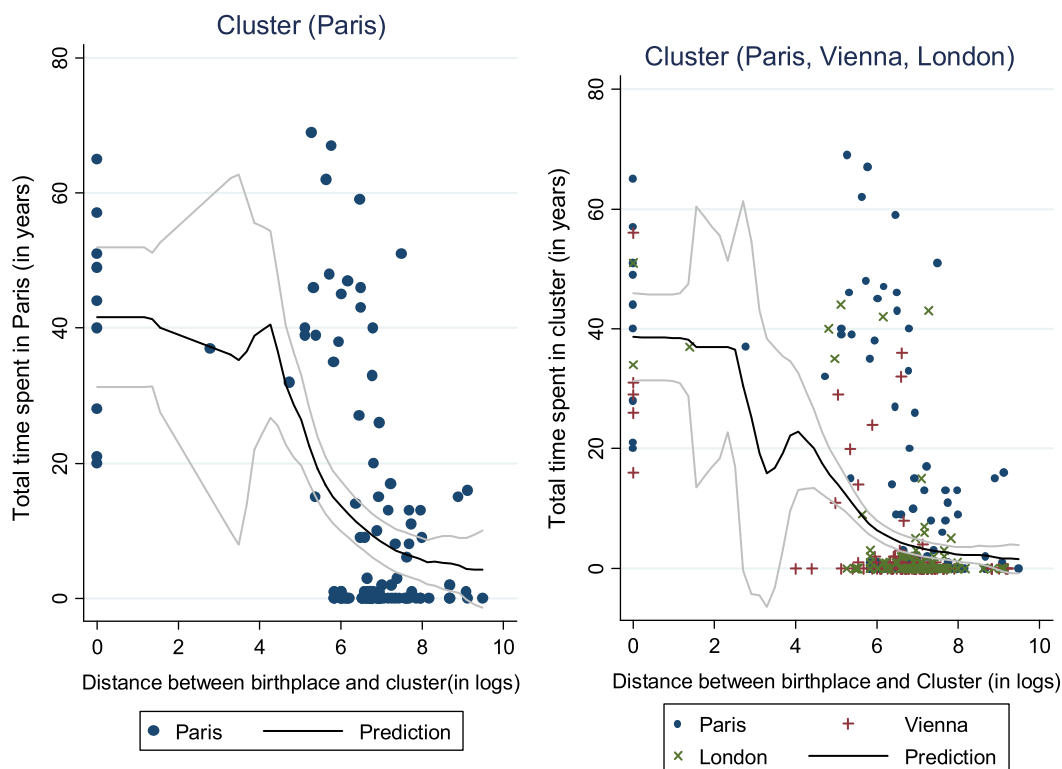 Cluster (Paris)
Total time spent in Paris (in years)
80
60
40
20
0
0 2 4 6 8 10
Distance between birthplace and cluster(in logs)
Paris Prediction
Cluster (Paris, Vienna, London)
Total time spent in cluster (in years)
80
60
40
20
0
0 2 4 6 8 10
Distance between birthplace and Cluster (in logs)
Paris Vienna
London Prediction